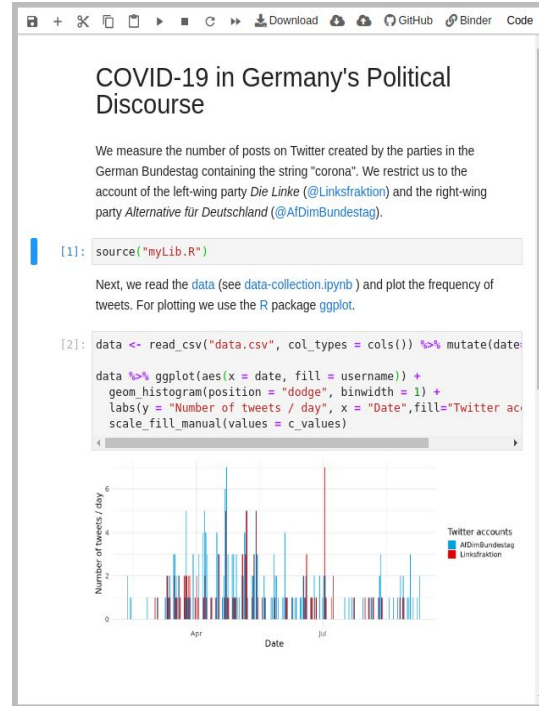 Download GitHub Binder Code
COVID-19 in Germany's Political
Discourse
We measure the number of posts on Twitter created by the parties in the
German Bundestag containing the string "corona". We restrict us to the
account of the left-wing party Die Linke (@Linksfraktion) and the right-wing
party Alternative für Deutschland (@AfDimBundestag).
[1]: source("myLib.R")
Next, we read the data (see data-collection.ipynb ) and plot the frequency of
tweets. For plotting we use the R package ggplot.
[2]: data <- read_csv("data.csv", col_types = cols()) %>% mutate(date=
data %>% ggplot(aes(x = date, fill = username)) +
geom_histogram(position = "dodge", binwidth = 1) +
labs(y = "Number of tweets / day", x = "Date",fill="Twitter acc
scale_fill_manual(values = c_values)
Number of tweets / day
6
4
2
0
Apr
Jul
Date
Twitter accounts
AfDimBundestag
Linksfraktion